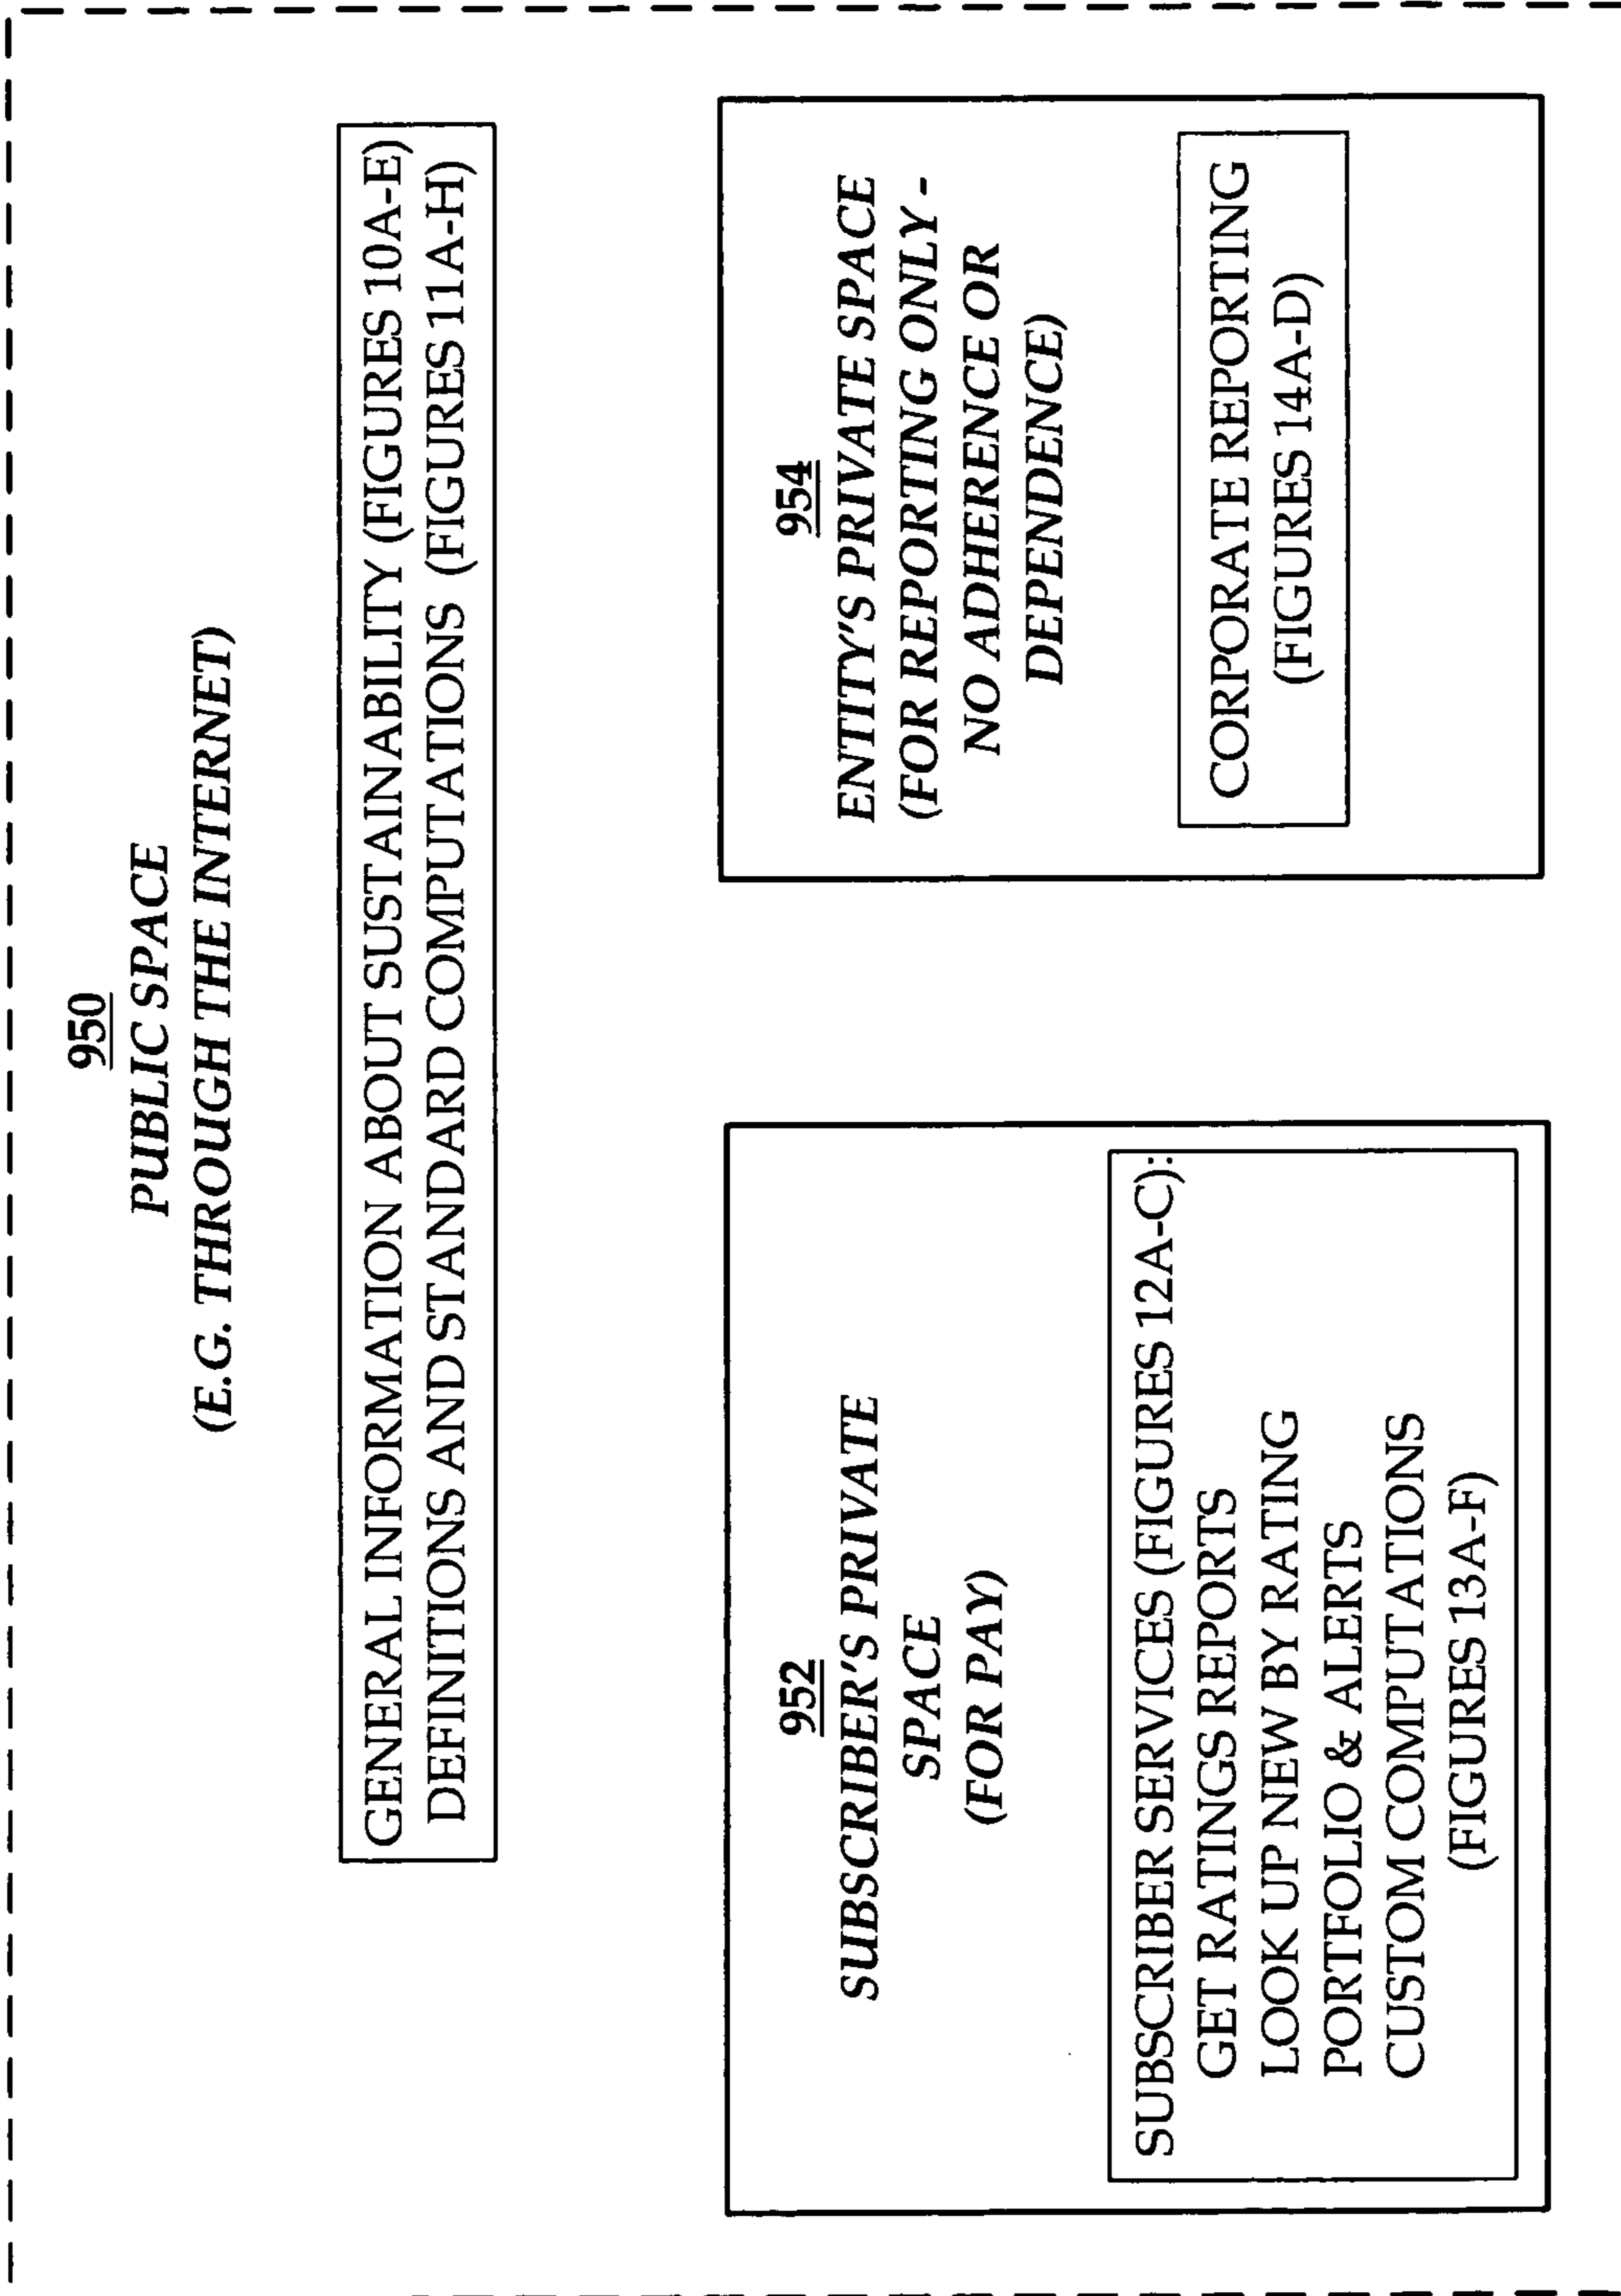 950
PUBLIC SPACE
(E.G. THROUGH THE INTERNET)
GENERAL INFORMATION ABOUT SUSTAINABILITY (FIGURES 10A-E)
DEFINITIONS AND STANDARD COMPUTATIONS (FIGURES 11A-H)
952
SUBSCRIBER'S PRIVATE
SPACE
(FOR PAY)
SUBSCRIBER SERVICES (FIGURES 12A-C):
GET RATINGS REPORTS
LOOK UP NEW BY RATING
PORTFOLIO & ALERTS
CUSTOM COMPUTATIONS
(FIGURES 13A-F)
954
ENTITY'S PRIVATE SPACE
(FOR REPORTING ONLY -
NO ADHERENCE OR
DEPENDENCE)
CORPORATE REPORTING
(FIGURES 14A-D)